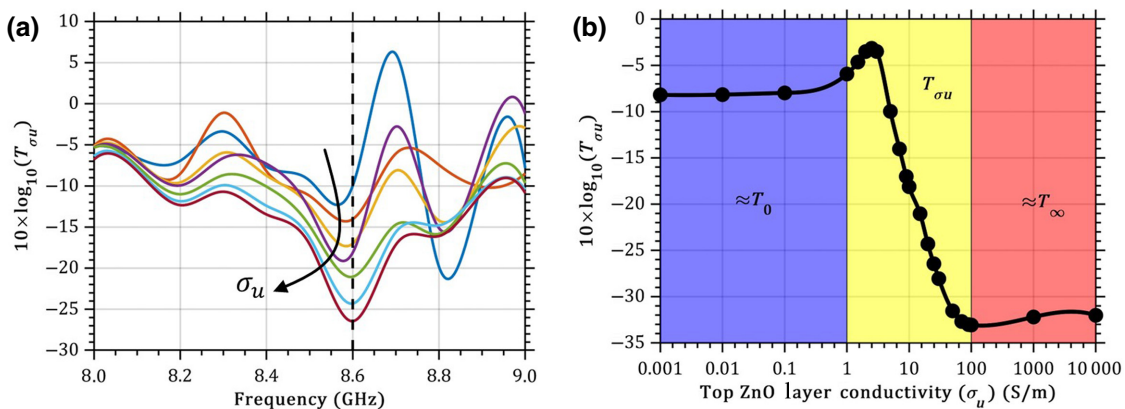 (a)
10×log10(Tσu)
10
5
0
-5
-10
-15
-20
-25
-30
8.0 8.2 8.4 8.6 8.8 9.0
Frequency (GHz)
σu
(b)
10×log10(Tσu)
0
-5
-10
-15
-20
-25
-30
-35
Tσu
≈T0
≈T∞
0.001 0.01 0.1 1 10 100 1000 10 000
Top ZnO layer conductivity (σu) (S/m)